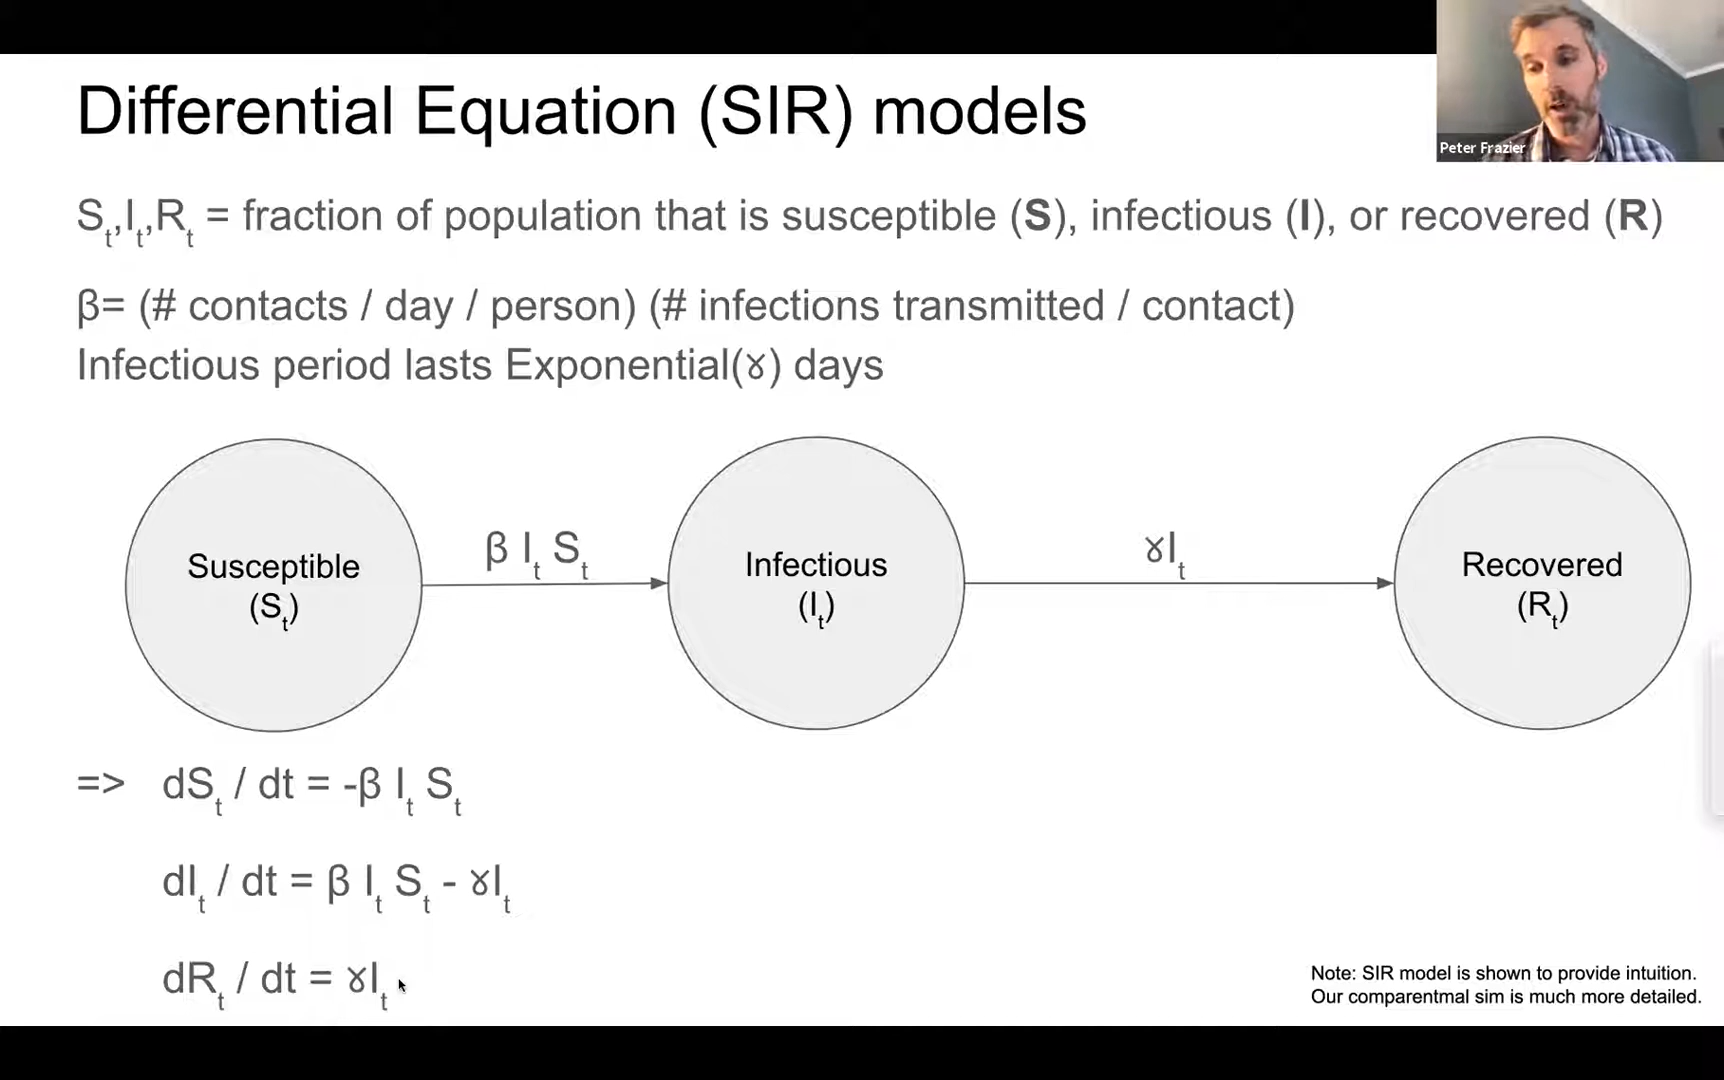 Differential Equation (SIR) models
Peter Frazier
Sₜ,Iₜ,Rₜ = fraction of population that is susceptible (S), infectious (I), or recovered (R)
β= (# contacts / day / person) (# infections transmitted / contact)
Infectious period lasts Exponential(ɣ) days
β Iₜ Sₜ
ɣIₜ
Susceptible
(Sₜ)
Infectious
(Iₜ)
Recovered
(Rₜ)
=> dSₜ / dt = -β Iₜ Sₜ
dIₜ / dt = β Iₜ Sₜ - ɣIₜ
dRₜ / dt = ɣIₜ
Note: SIR model is shown to provide intuition.
Our comparentmal sim is much more detailed.